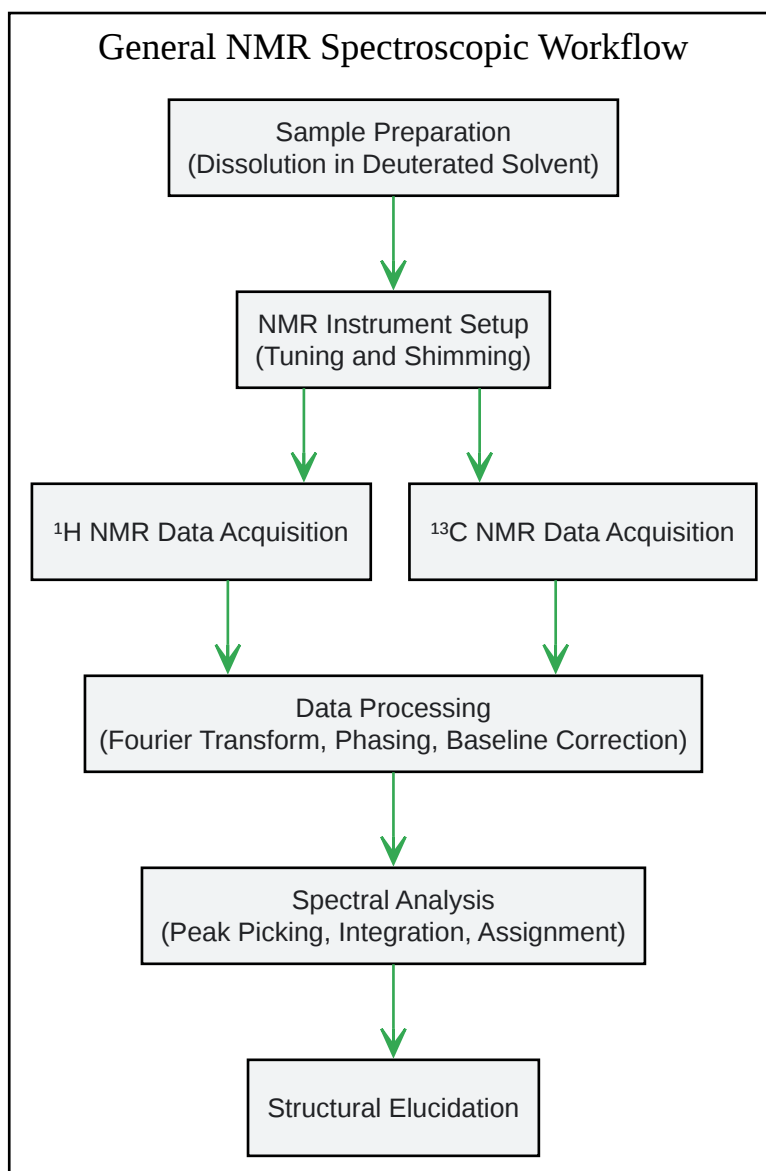 General NMR Spectroscopic Workflow
Sample Preparation
(Dissolution in Deuterated Solvent)
NMR Instrument Setup
(Tuning and Shimming)
¹H NMR Data Acquisition
¹³C NMR Data Acquisition
Data Processing
(Fourier Transform, Phasing, Baseline Correction)
Spectral Analysis
(Peak Picking, Integration, Assignment)
Structural Elucidation